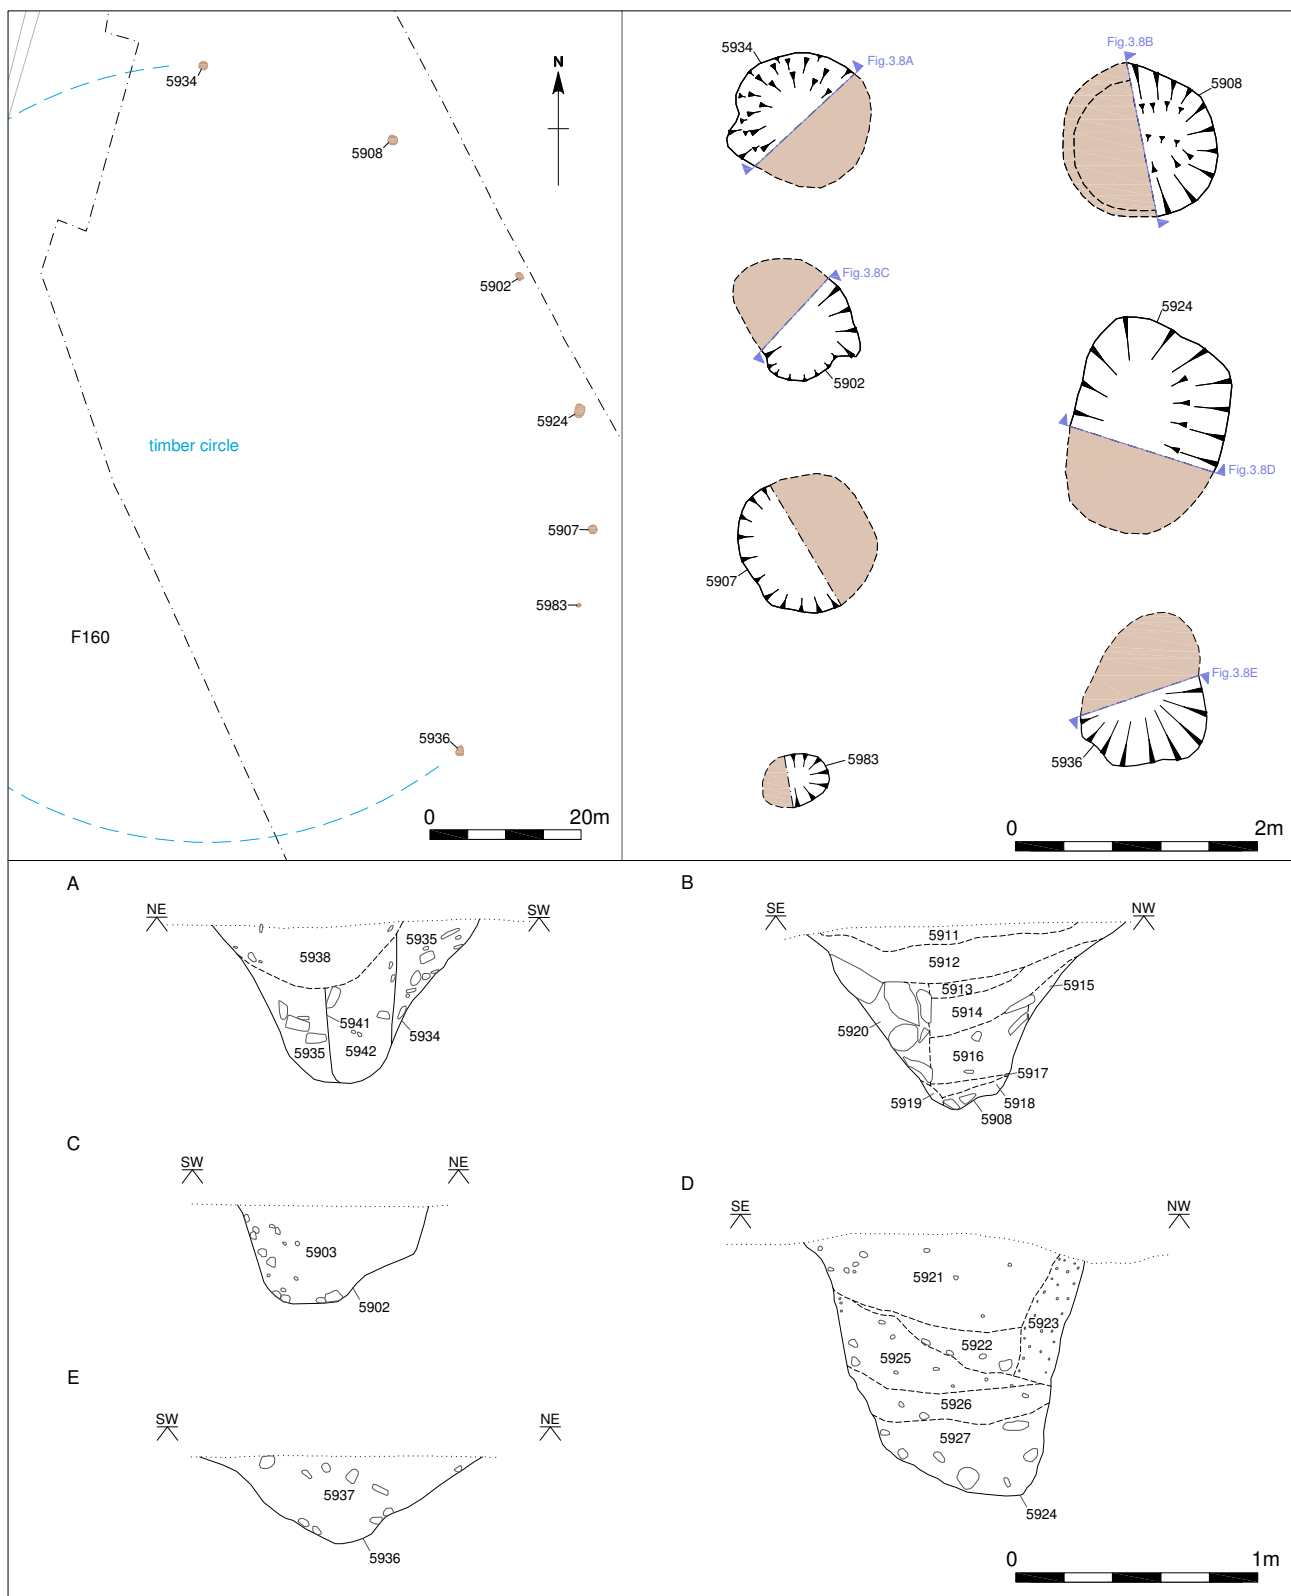 5934
N
5908
5902
5924
timber circle
5907
5983
F160
5936
0 20m
5934
Fig.3.8A
Fig.3.8B
5908
Fig.3.8C
5902
5924
Fig.3.8D
5907
Fig.3.8E
5936
5983
0 2m
A
NE SW
5935
5938
5941
5934
5935 5942
B
SE NW
5911
5912
5913
5915
5914
5920
5916
5917
5919 5918
5908
C
SW NE
5903
5902
D
SE NW
5921
5923
5922
5925
5926
5927
5924
E
SW NE
5937
5936
0 1m